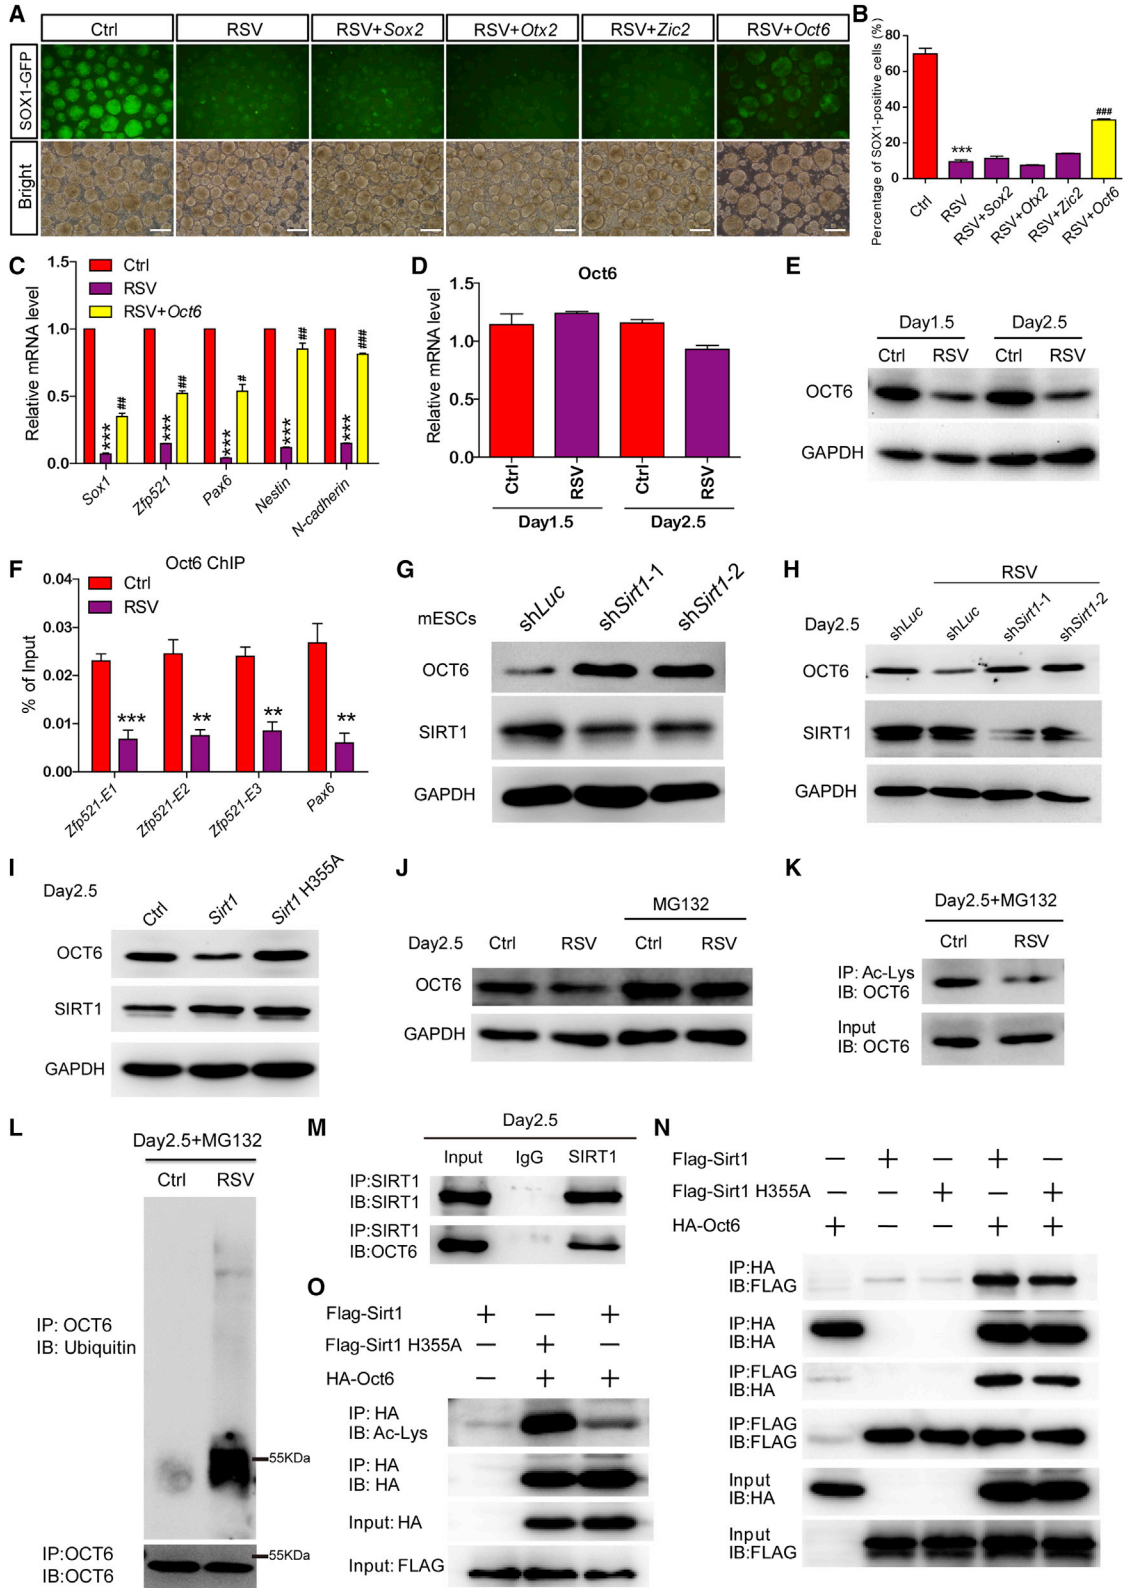 A
Ctrl RSV RSV+Sox2 RSV+Otx2 RSV+Zic2 RSV+Oct6
SOX1-GFP
Bright
B
Percentage of SOX1-positive cells (%)
80
60
40
20
0
***
###
Ctrl RSV RSV+Sox2 RSV+Otx2 RSV+Zic2 RSV+Oct6
C
Relative mRNA level
1.5
1.0
0.5
0.0
Ctrl
RSV
RSV+Oct6
*** ## *** ## *** # *** ## *** ###
Sox1 Zfp521 Pax6 Nestin N-cadherin
D
Oct6
Relative mRNA level
1.5
1.0
0.5
0.0
Ctrl RSV Ctrl RSV
Day1.5 Day2.5
E
Day1.5 Day2.5
Ctrl RSV Ctrl RSV
OCT6
GAPDH
F
Oct6 ChIP
% of Input
0.04
0.03
0.02
0.01
0.00
Ctrl
RSV
*** ** ** **
Zfp521-E1 Zfp521-E2 Zfp521-E3 Pax6
G
mESCs
shLuc shSirt1-1 shSirt1-2
OCT6
SIRT1
GAPDH
H
RSV
Day2.5
shLuc shLuc shSirt1-1 shSirt1-2
OCT6
SIRT1
GAPDH
I
Day2.5
Ctrl Sirt1 Sirt1 H355A
OCT6
SIRT1
GAPDH
J
MG132
Day2.5 Ctrl RSV Ctrl RSV
OCT6
GAPDH
K
Day2.5+MG132
Ctrl RSV
IP: Ac-Lys
IB: OCT6
Input
IB: OCT6
L
Day2.5+MG132
Ctrl RSV
IP: OCT6
IB: Ubiquitin
55KDa
55KDa
IP:OCT6
IB:OCT6
M
Day2.5
Input IgG SIRT1
IP:SIRT1
IB:SIRT1
IP:SIRT1
IB:OCT6
N
Flag-Sirt1 — + — + —
Flag-Sirt1 H355A — — + — +
HA-Oct6 + — — + +
IP:HA
IB:FLAG
IP:HA
IB:HA
IP:FLAG
IB:HA
IP:FLAG
IB:FLAG
Input
IB:HA
Input
IB:FLAG
O
Flag-Sirt1 + — +
Flag-Sirt1 H355A — + —
HA-Oct6 — + +
IP: HA
IB: Ac-Lys
IP: HA
IB: HA
Input: HA
Input: FLAG